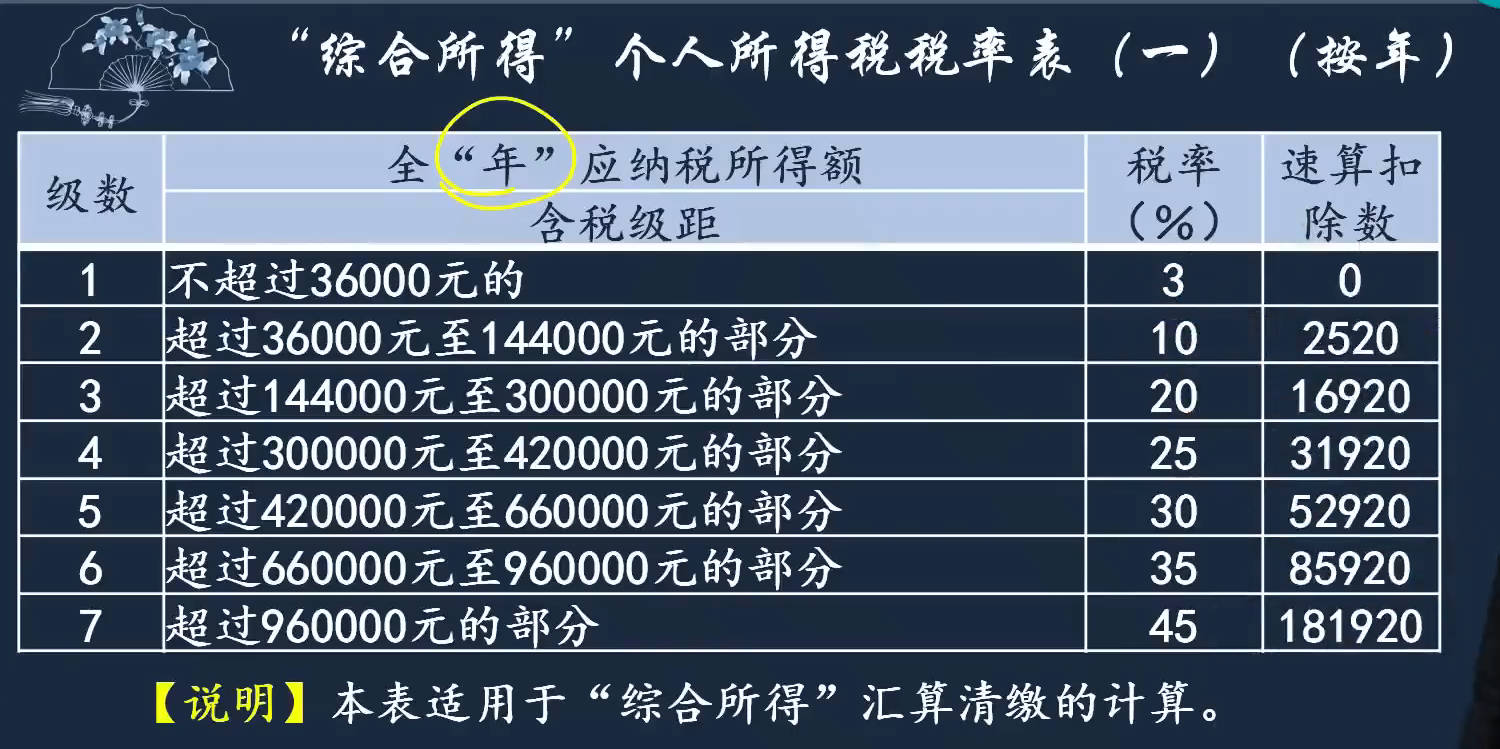 “综合所得”个人所得税税率表（一）（按年）
级数 全“年”应纳税所得额 税率（%） 速算扣除数
含税级距
1 不超过36000元的 3 0
2 超过36000元至144000元的部分 10 2520
3 超过144000元至300000元的部分 20 16920
4 超过300000元至420000元的部分 25 31920
5 超过420000元至660000元的部分 30 52920
6 超过660000元至960000元的部分 35 85920
7 超过960000元的部分 45 181920
【说明】本表适用于“综合所得”汇算清缴的计算。